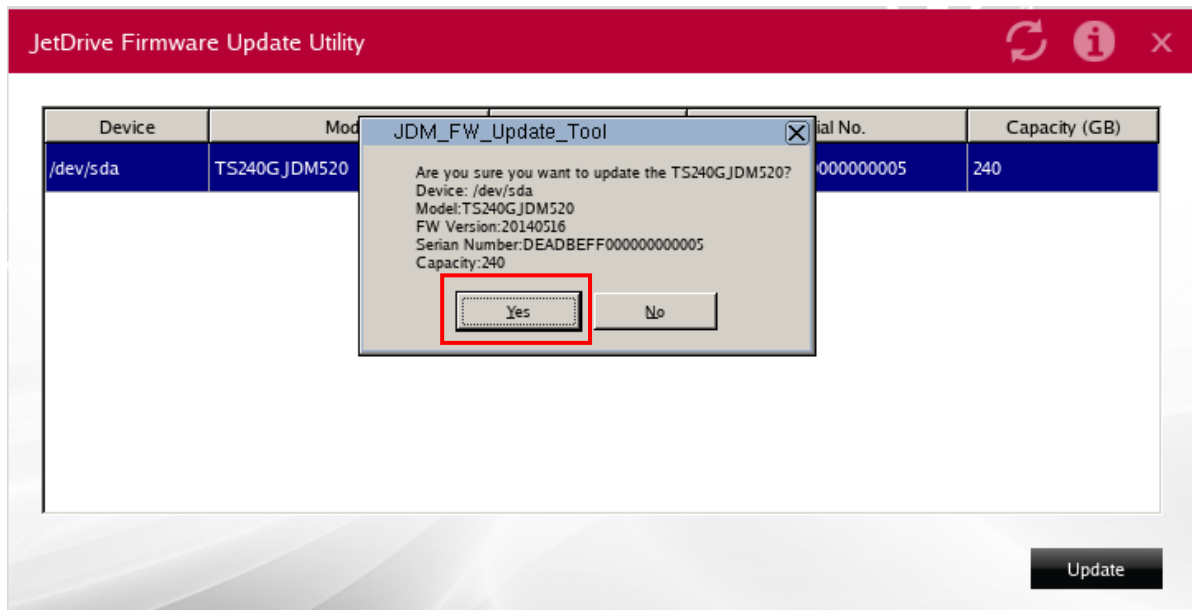 JetDrive Firmware Update Utility
Device
Mod
ial No.
Capacity (GB)
/dev/sda
TS240GJDM520
000000005
240
JDM_FW_Update_Tool
Are you sure you want to update the TS240GJDM520?
Device: /dev/sda
Model:TS240GJDM520
FW Version:20140516
Serian Number:DEADBEFF000000000005
Capacity:240
Yes
No
Update